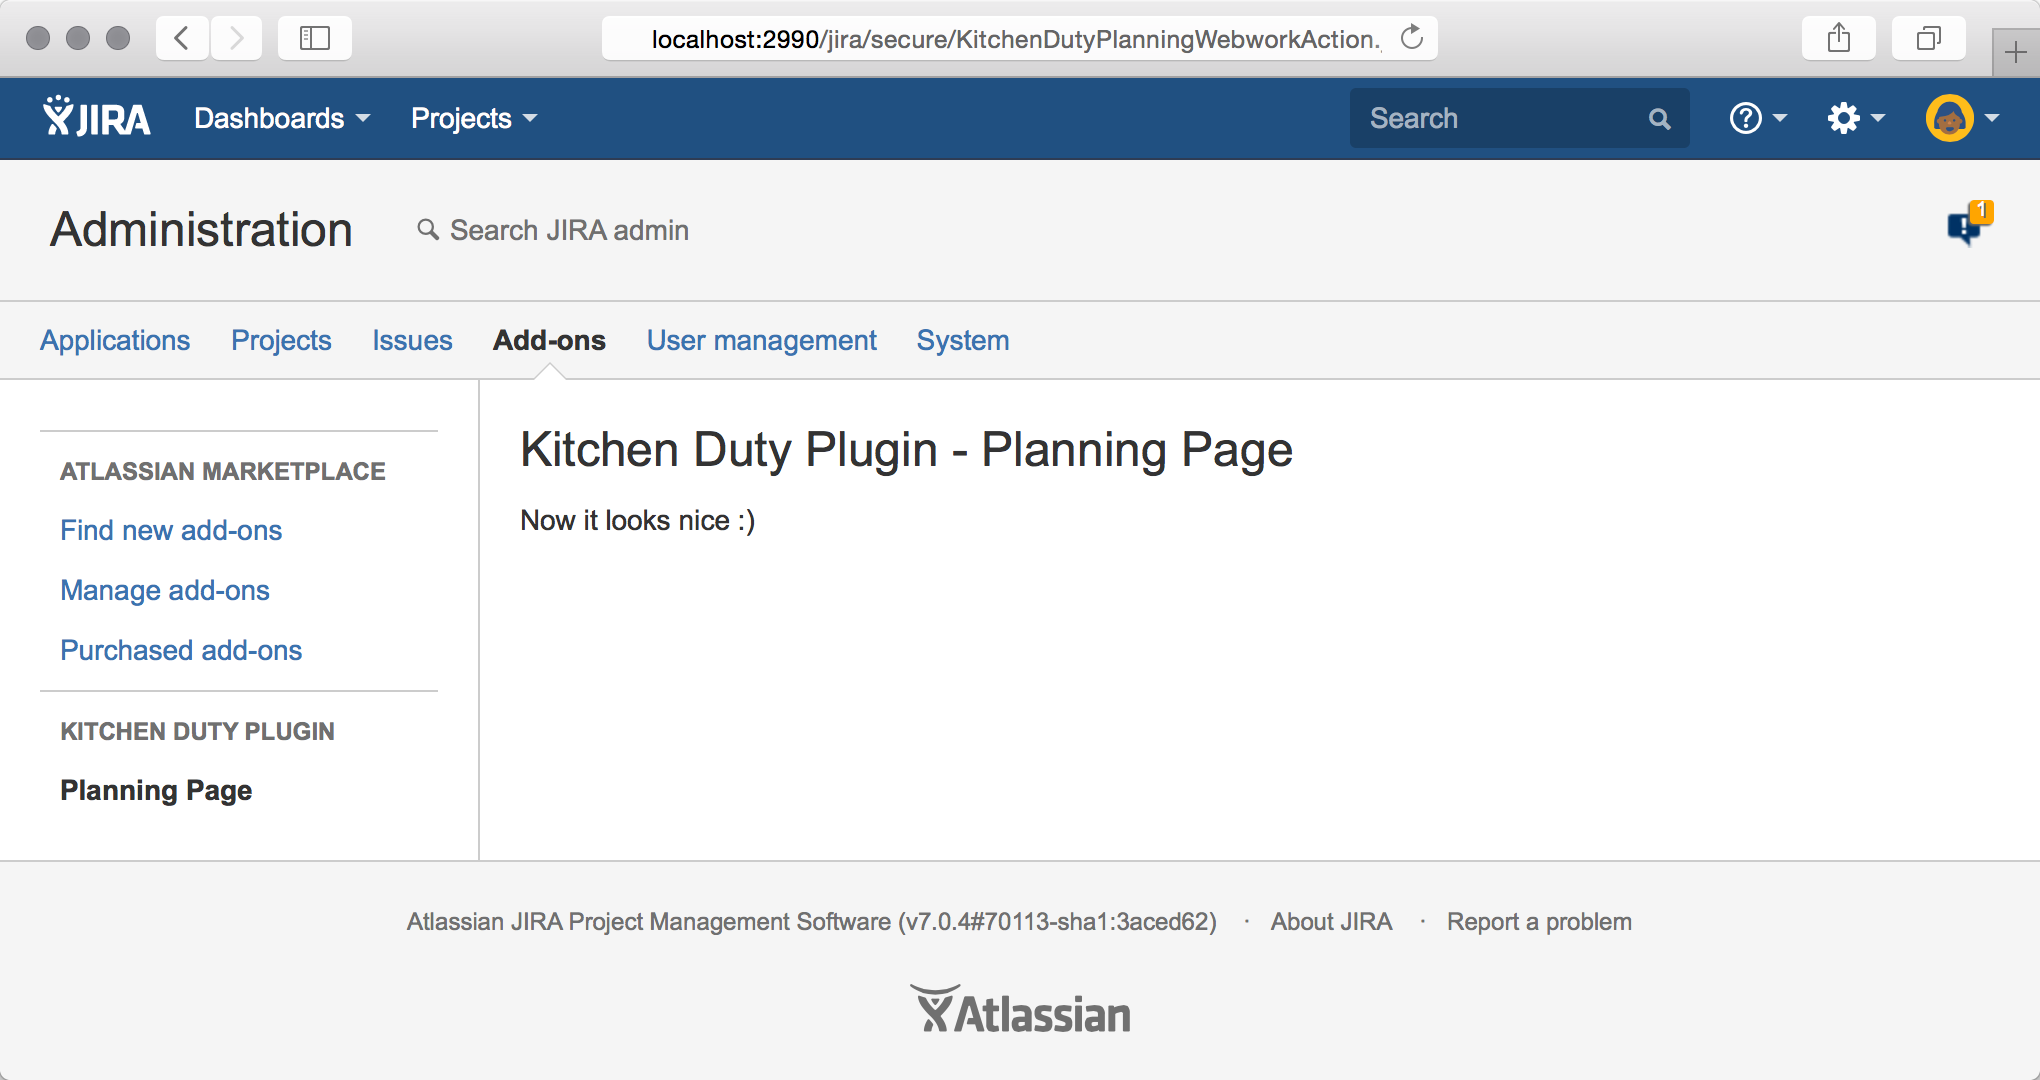 localhost:2990/jira/secure/KitchenDutyPlanningWebworkAction.
JIRA Dashboards Projects Search
Administration Search JIRA admin 1
Applications Projects Issues Add-ons User management System
ATLASSIAN MARKETPLACE
Find new add-ons
Manage add-ons
Purchased add-ons
KITCHEN DUTY PLUGIN
Planning Page
Kitchen Duty Plugin - Planning Page
Now it looks nice :)
Atlassian JIRA Project Management Software (v7.0.4#70113-sha1:3aced62) · About JIRA · Report a problem
Atlassian